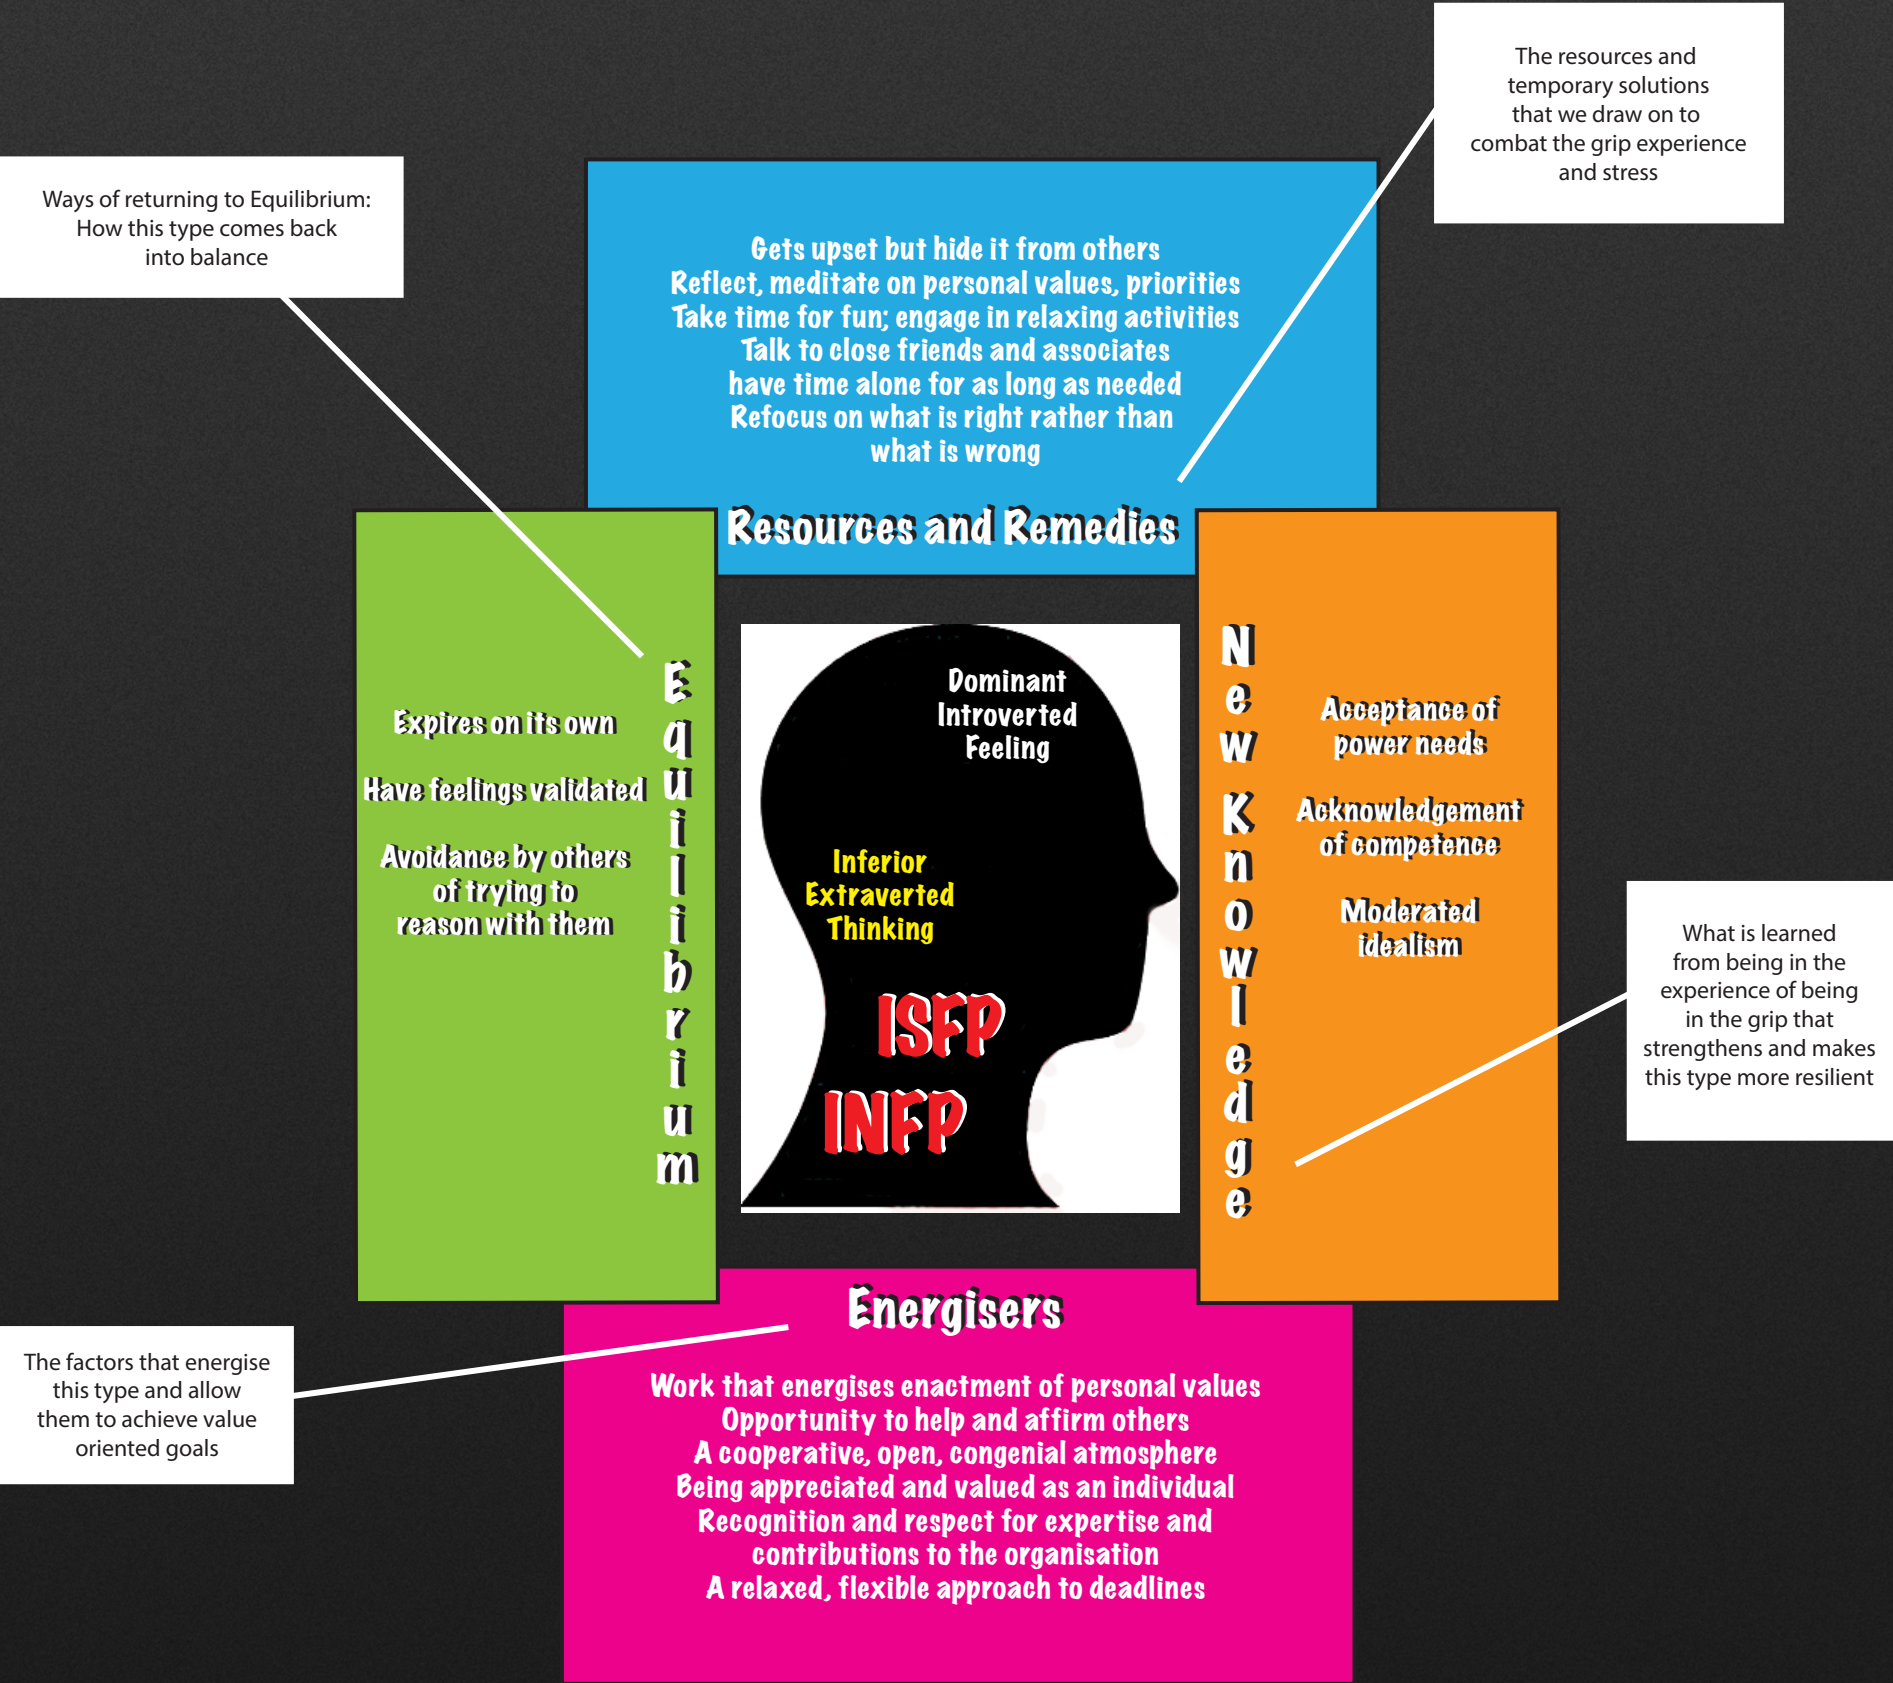 The resources and
temporary solutions
that we draw on to
combat the grip experience
and stress
Ways of returning to Equilibrium:
How this type comes back
into balance
Gets upset but hide it from others
Reflect, meditate on personal values, priorities
Take time for fun; engage in relaxing activities
Talk to close friends and associates
have time alone for as long as needed
Refocus on what is right rather than
what is wrong
Resources and Remedies
Equilibrium
Expires on its own
Have feelings validated
Avoidance by others
of trying to
reason with them
Dominant
Introverted
Feeling
Inferior
Extraverted
Thinking
ISFP
INFP
New Knowledge
Acceptance of
power needs
Acknowledgement
of competence
Moderated
idealism
What is learned
from being in the
experience of being
in the grip that
strengthens and makes
this type more resilient
Energisers
Work that energises enactment of personal values
Opportunity to help and affirm others
A cooperative, open, congenial atmosphere
Being appreciated and valued as an individual
Recognition and respect for expertise and
contributions to the organisation
A relaxed, flexible approach to deadlines
The factors that energise
this type and allow
them to achieve value
oriented goals